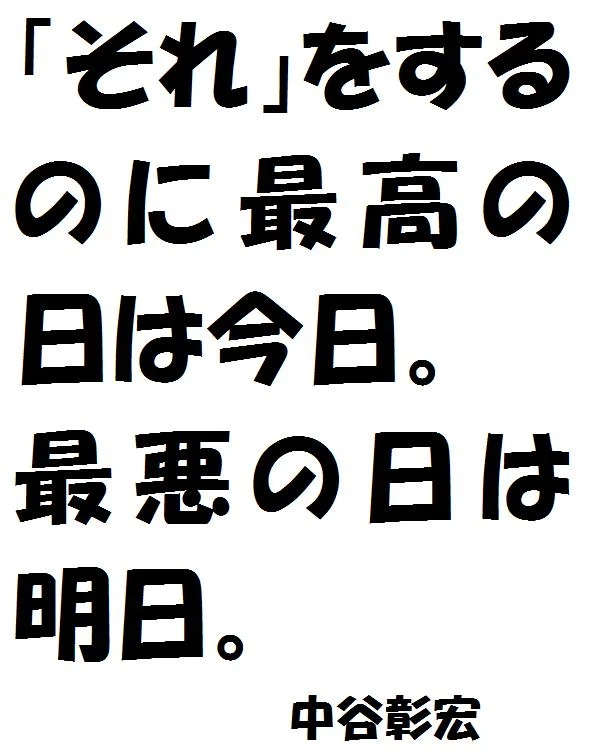 「それ」をする
のに最高の
日は今日。
最悪の日は
明日。
中谷彰宏